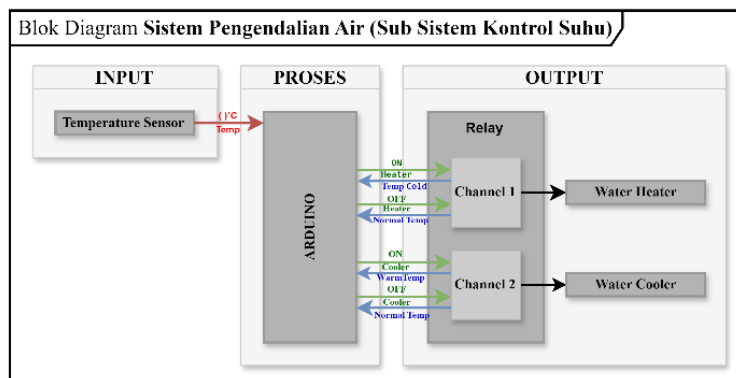 Blok Diagram Sistem Pengendalian Air (Sub Sistem Kontrol Suhu)
INPUT
PROSES
OUTPUT
Temperature Sensor
( )°C
Temp
ARDUINO
Relay
ON
Heater
Temp Cold
OFF
Heater
Normal Temp
Channel 1
Water Heater
ON
Cooler
WarmTemp
OFF
Cooler
Normal Temp
Channel 2
Water Cooler